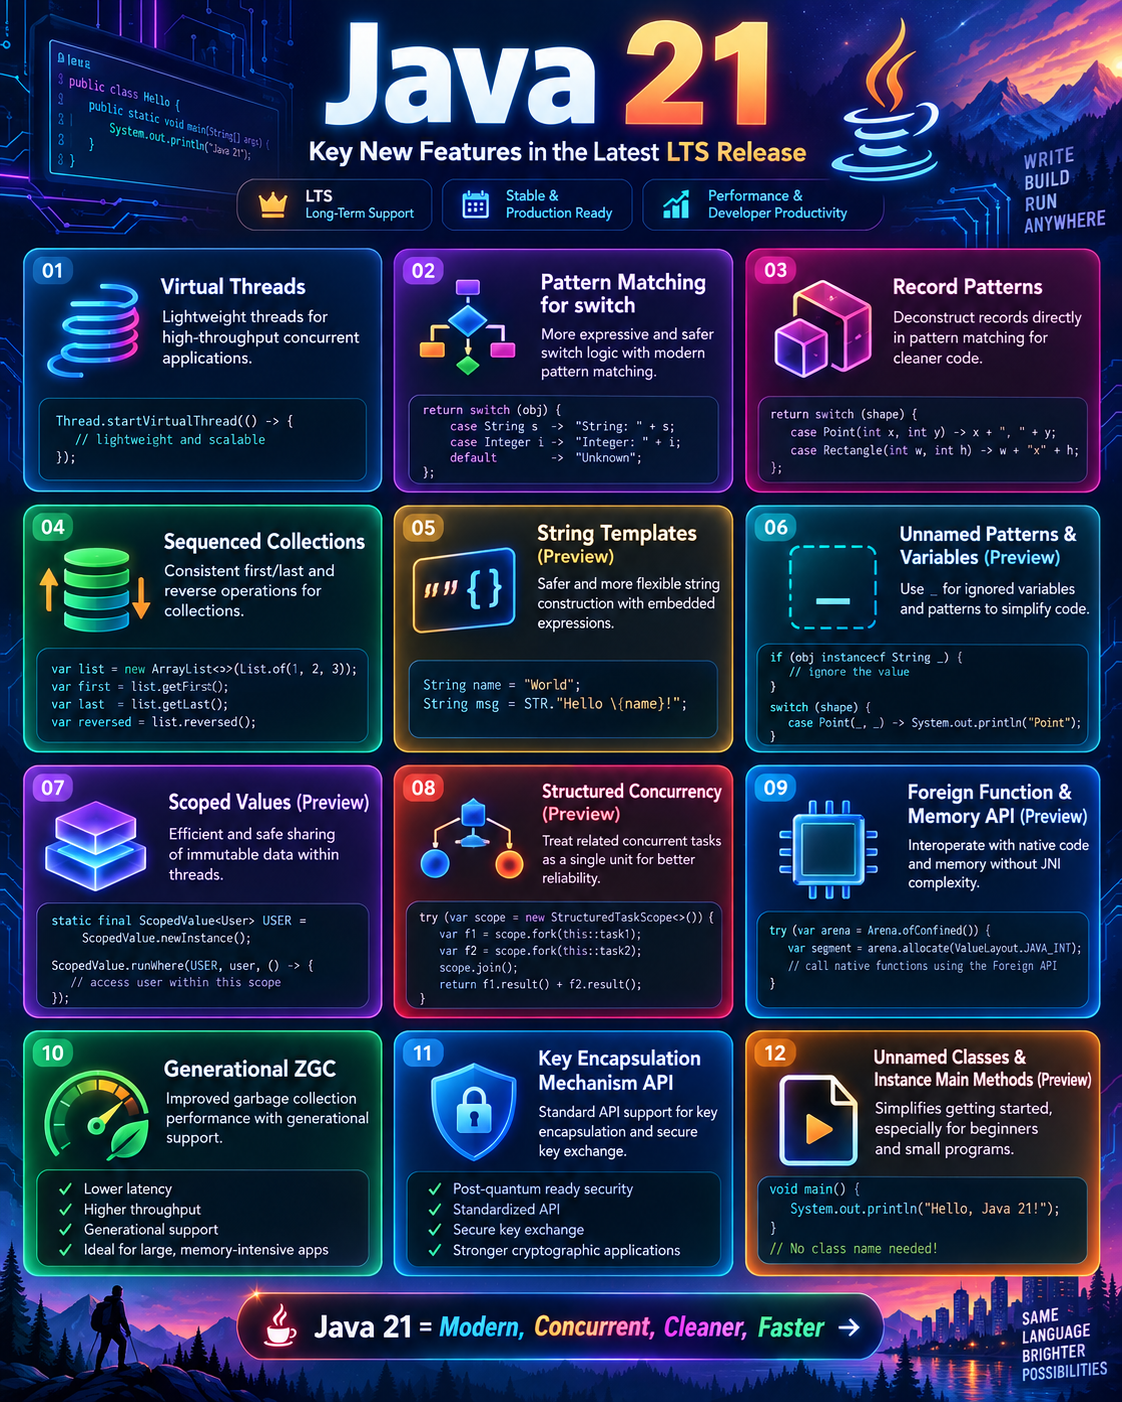 public class Hello {
public static void main(String[] args) {
System.out.println("Java 21");
}
}
Java 21
Key New Features in the Latest LTS Release
LTS
Long-Term Support
Stable &
Production Ready
Performance &
Developer Productivity
WRITE
BUILD
RUN
ANYWHERE
01
Virtual Threads
Lightweight threads for
high-throughput concurrent
applications.
Thread.startVirtualThread(() -> {
// lightweight and scalable
});
02
Pattern Matching
for switch
More expressive and safer
switch logic with modern
pattern matching.
return switch (obj) {
case String s -> "String: " + s;
case Integer i -> "Integer: " + i;
default -> "Unknown";
};
03
Record Patterns
Deconstruct records directly
in pattern matching for
cleaner code.
return switch (shape) {
case Point(int x, int y) -> x + ", " + y;
case Rectangle(int w, int h) -> w + "x" + h;
};
04
Sequenced Collections
Consistent first/last and
reverse operations for
collections.
var list = new ArrayList<>(List.of(1, 2, 3));
var first = list.getFirst();
var last = list.getLast();
var reversed = list.reversed();
05
String Templates
(Preview)
Safer and more flexible string
construction with embedded
expressions.
"" {}
String name = "World";
String msg = STR."Hello \{name}!";
06
Unnamed Patterns &
Variables (Preview)
Use _ for ignored variables
and patterns to simplify code.
if (obj instancecf String _) {
// ignore the value
}
switch (shape) {
case Point(_, _) -> System.out.println("Point");
}
07
Scoped Values (Preview)
Efficient and safe sharing
of immutable data within
threads.
static final ScopedValue<User> USER =
ScopedValue.newInstance();
ScopedValue.runWhere(USER, user, () -> {
// access user within this scope
});
08
Structured Concurrency
(Preview)
Treat related concurrent tasks
as a single unit for better
reliability.
try (var scope = new StructuredTaskScope<>()) {
var f1 = scope.fork(this::task1);
var f2 = scope.fork(this::task2);
scope.join();
return f1.result() + f2.result();
}
09
Foreign Function &
Memory API (Preview)
Interoperate with native code
and memory without JNI
complexity.
try (var arena = Arena.ofConfined()) {
var segment = arena.allocate(ValueLayout.JAVA_INT);
// call native functions using the Foreign API
}
10
Generational ZGC
Improved garbage collection
performance with generational
support.
✓ Lower latency
✓ Higher throughput
✓ Generational support
✓ Ideal for large, memory-intensive apps
11
Key Encapsulation
Mechanism API
Standard API support for key
encapsulation and secure
key exchange.
✓ Post-quantum ready security
✓ Standardized API
✓ Secure key exchange
✓ Stronger cryptographic applications
12
Unnamed Classes &
Instance Main Methods (Preview)
Simplifies getting started,
especially for beginners
and small programs.
void main() {
System.out.println("Hello, Java 21!");
}
// No class name needed!
Java 21 = Modern, Concurrent, Cleaner, Faster →
SAME
LANGUAGE
BRIGHTER
POSSIBILITIES